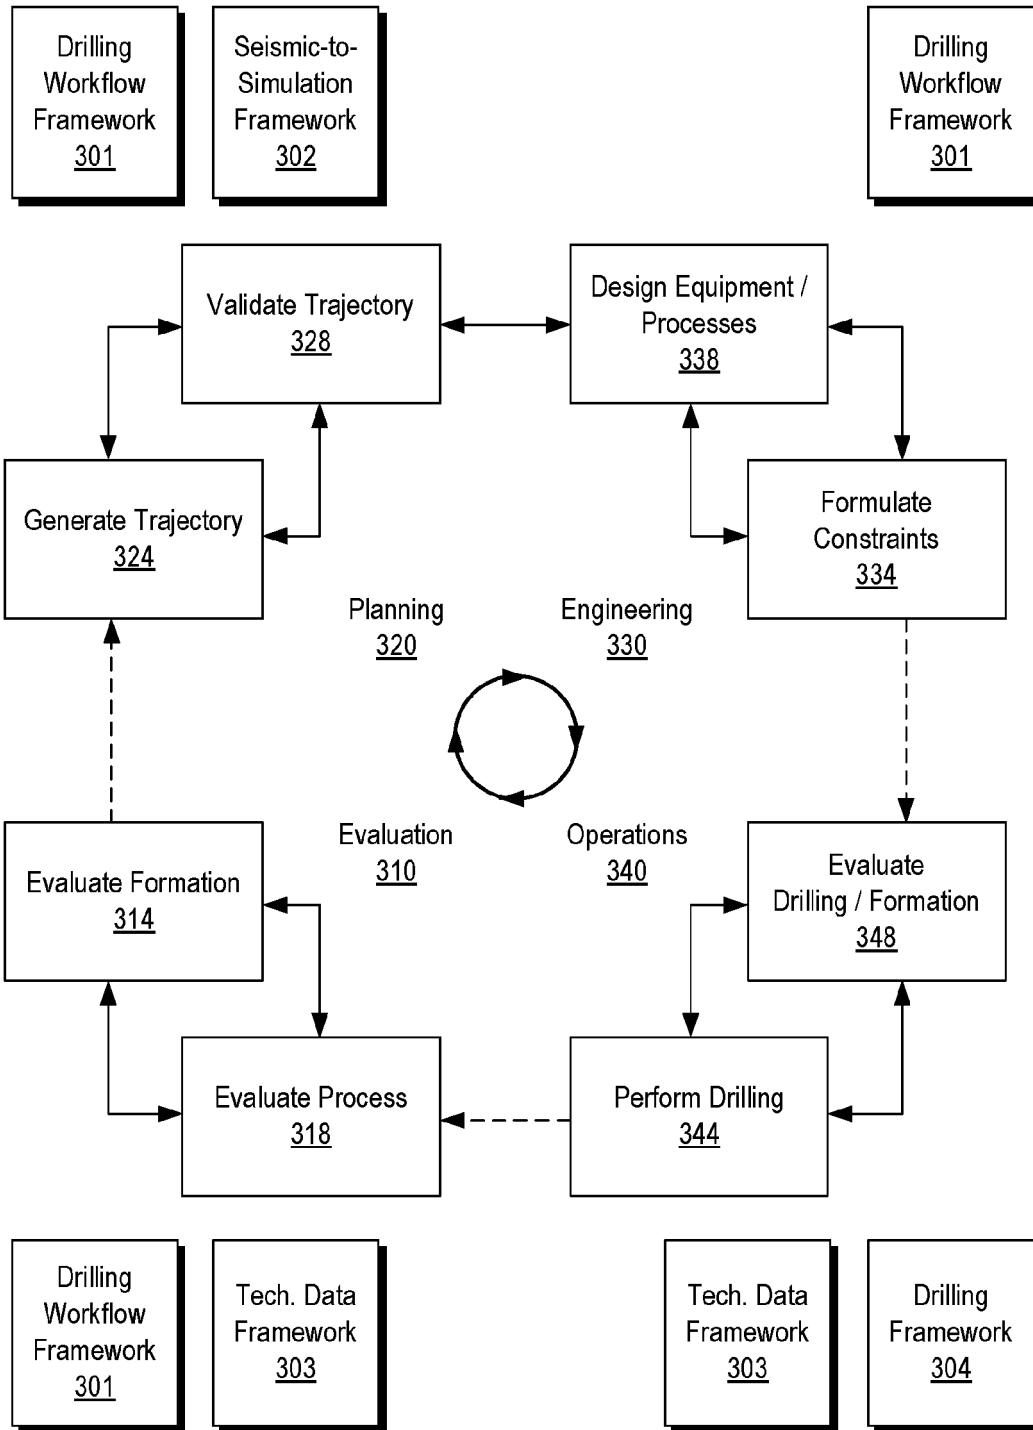 Drilling
Workflow
Framework
301
Seismic-to-
Simulation
Framework
302
Drilling
Workflow
Framework
301
Validate Trajectory
328
Design Equipment /
Processes
338
Generate Trajectory
324
Formulate
Constraints
334
Planning
320
Engineering
330
Evaluation
310
Operations
340
Evaluate Formation
314
Evaluate
Drilling / Formation
348
Evaluate Process
318
Perform Drilling
344
Drilling
Workflow
Framework
301
Tech. Data
Framework
303
Tech. Data
Framework
303
Drilling
Framework
304